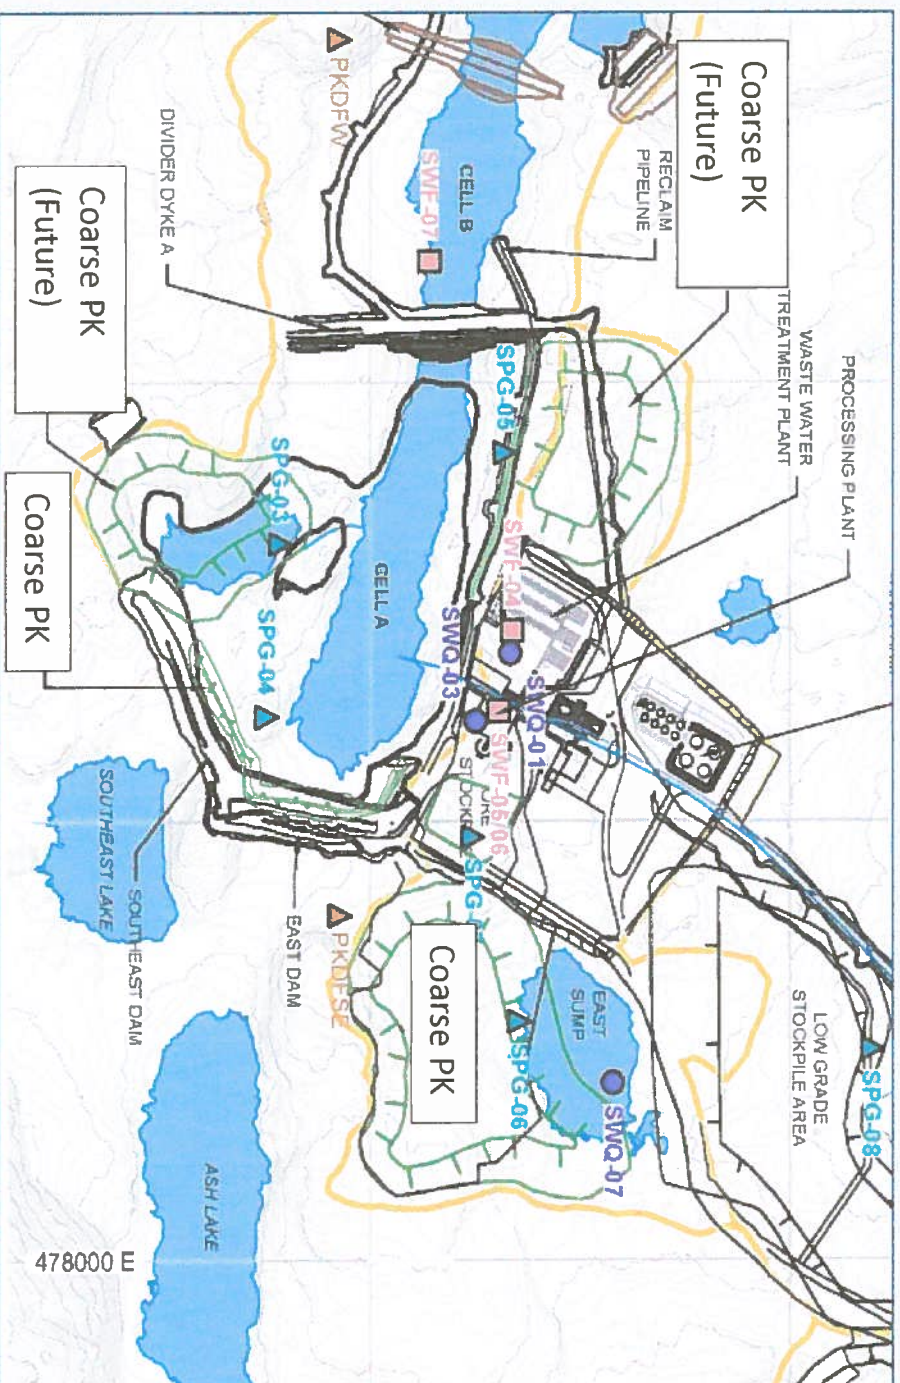 Coarse PK
(Future)
RECLAIM
PIPELINE
WASTE WATER
TREATMENT PLANT
PROCESSING PLANT
PKDFW
SWF-07
CELL B
DIVIDER DYKE A
Coarse PK
(Future)
SPG-05
SPG-03
SWF-04
CELL A
SWQ-03
SWQ-01
Coarse PK
SPG-04
SWF-05/06
SPG-
SOUTHEAST LAKE
SOUTHEAST DAM
EAST DAM
PKDFSE
Coarse PK
EAST
SUMP
SPG-06
SWQ-07
LOW GRADE
STOCKPILE AREA
SPG-08
ASH LAKE
478000 E